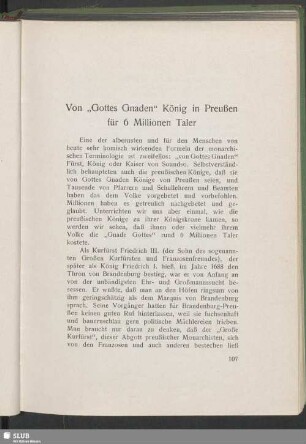 Von „Gottes Gnaden“ König in Preußen
für 6 Millionen Taler
Eine der albernsten und für den Menschen von
heute sehr komisch wirkenden Formeln der monarchi-
schen Terminologie ist zweifellos: „von Gottes Gnaden“
Fürst, König oder Kaiser von Soundso. Selbstverständ-
lich behaupteten auch die preußischen Könige, daß sie
von Gottes Gnaden Könige von Preußen seien, und
Tausende von Pfarrern und Schullehrern und Beamten
haben das dem Volke vorgebetet und vorbefohlen.
Millionen haben es getreulich nachgebetet und ge-
glaubt. Unterrichten wir uns aber einmal, wie die
preußischen Könige zu ihrer Königskrone kamen, so
werden wir sehen, daß ihnen oder vielmehr ihrem
Volke die „Gnade Gottes“ rund 6 Millionen Taler
kostete.
Als Kurfürst Friedrich III. (der Sohn des sogenann-
ten Großen Kurfürsten und Franzosenfreundes), der
später als König Friedrich I. hieß, im Jahre 1688 den
Thron von Brandenburg bestieg, war er von Anfang an
von der unbändigsten Ehr- und Großmannssucht be-
sessen. Er wußte, daß man an den Höfen ringsum von
ihm geringschätzig als dem Marquis von Brandenburg
sprach. Seine Vorgänger hatten für Brandenburg-Preu-
ßen keinen guten Ruf hinterlassen, weil sie fuchsenhaft
und bauernschlau gern politische Mächeleien trieben.
Man braucht nur daran zu denken, daß der „Große
Kurfürst“, dieser Abgott preußischer Monarchisten, sich
von den Franzosen und auch anderen bestechen ließ
107
SLUB